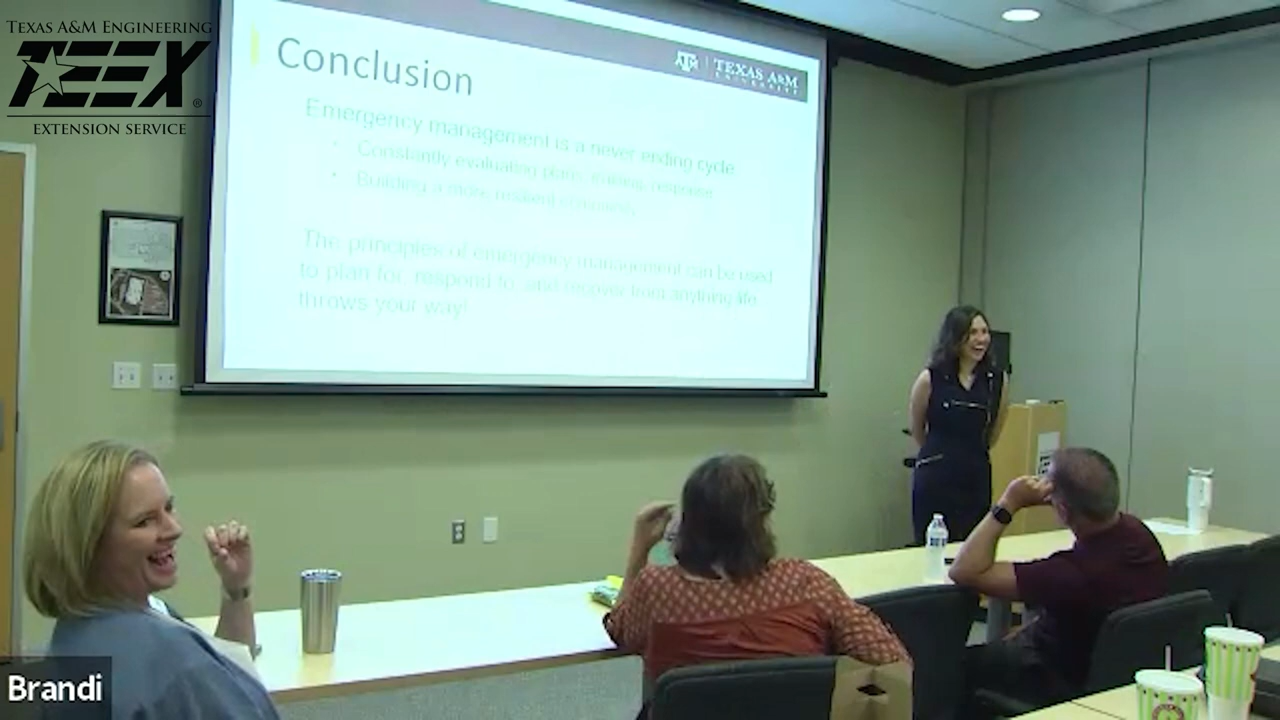 TEXAS A&M ENGINEERING
TEEX®
EXTENSION SERVICE
Conclusion
ATM | TEXAS A&M
UNIVERSITY
Emergency management is a never ending cycle
• Constantly evaluating plans, training, response
• Building a more resilient community
The principles of emergency management can be used
to plan for, respond to, and recover from anything life
throws your way!
Brandi